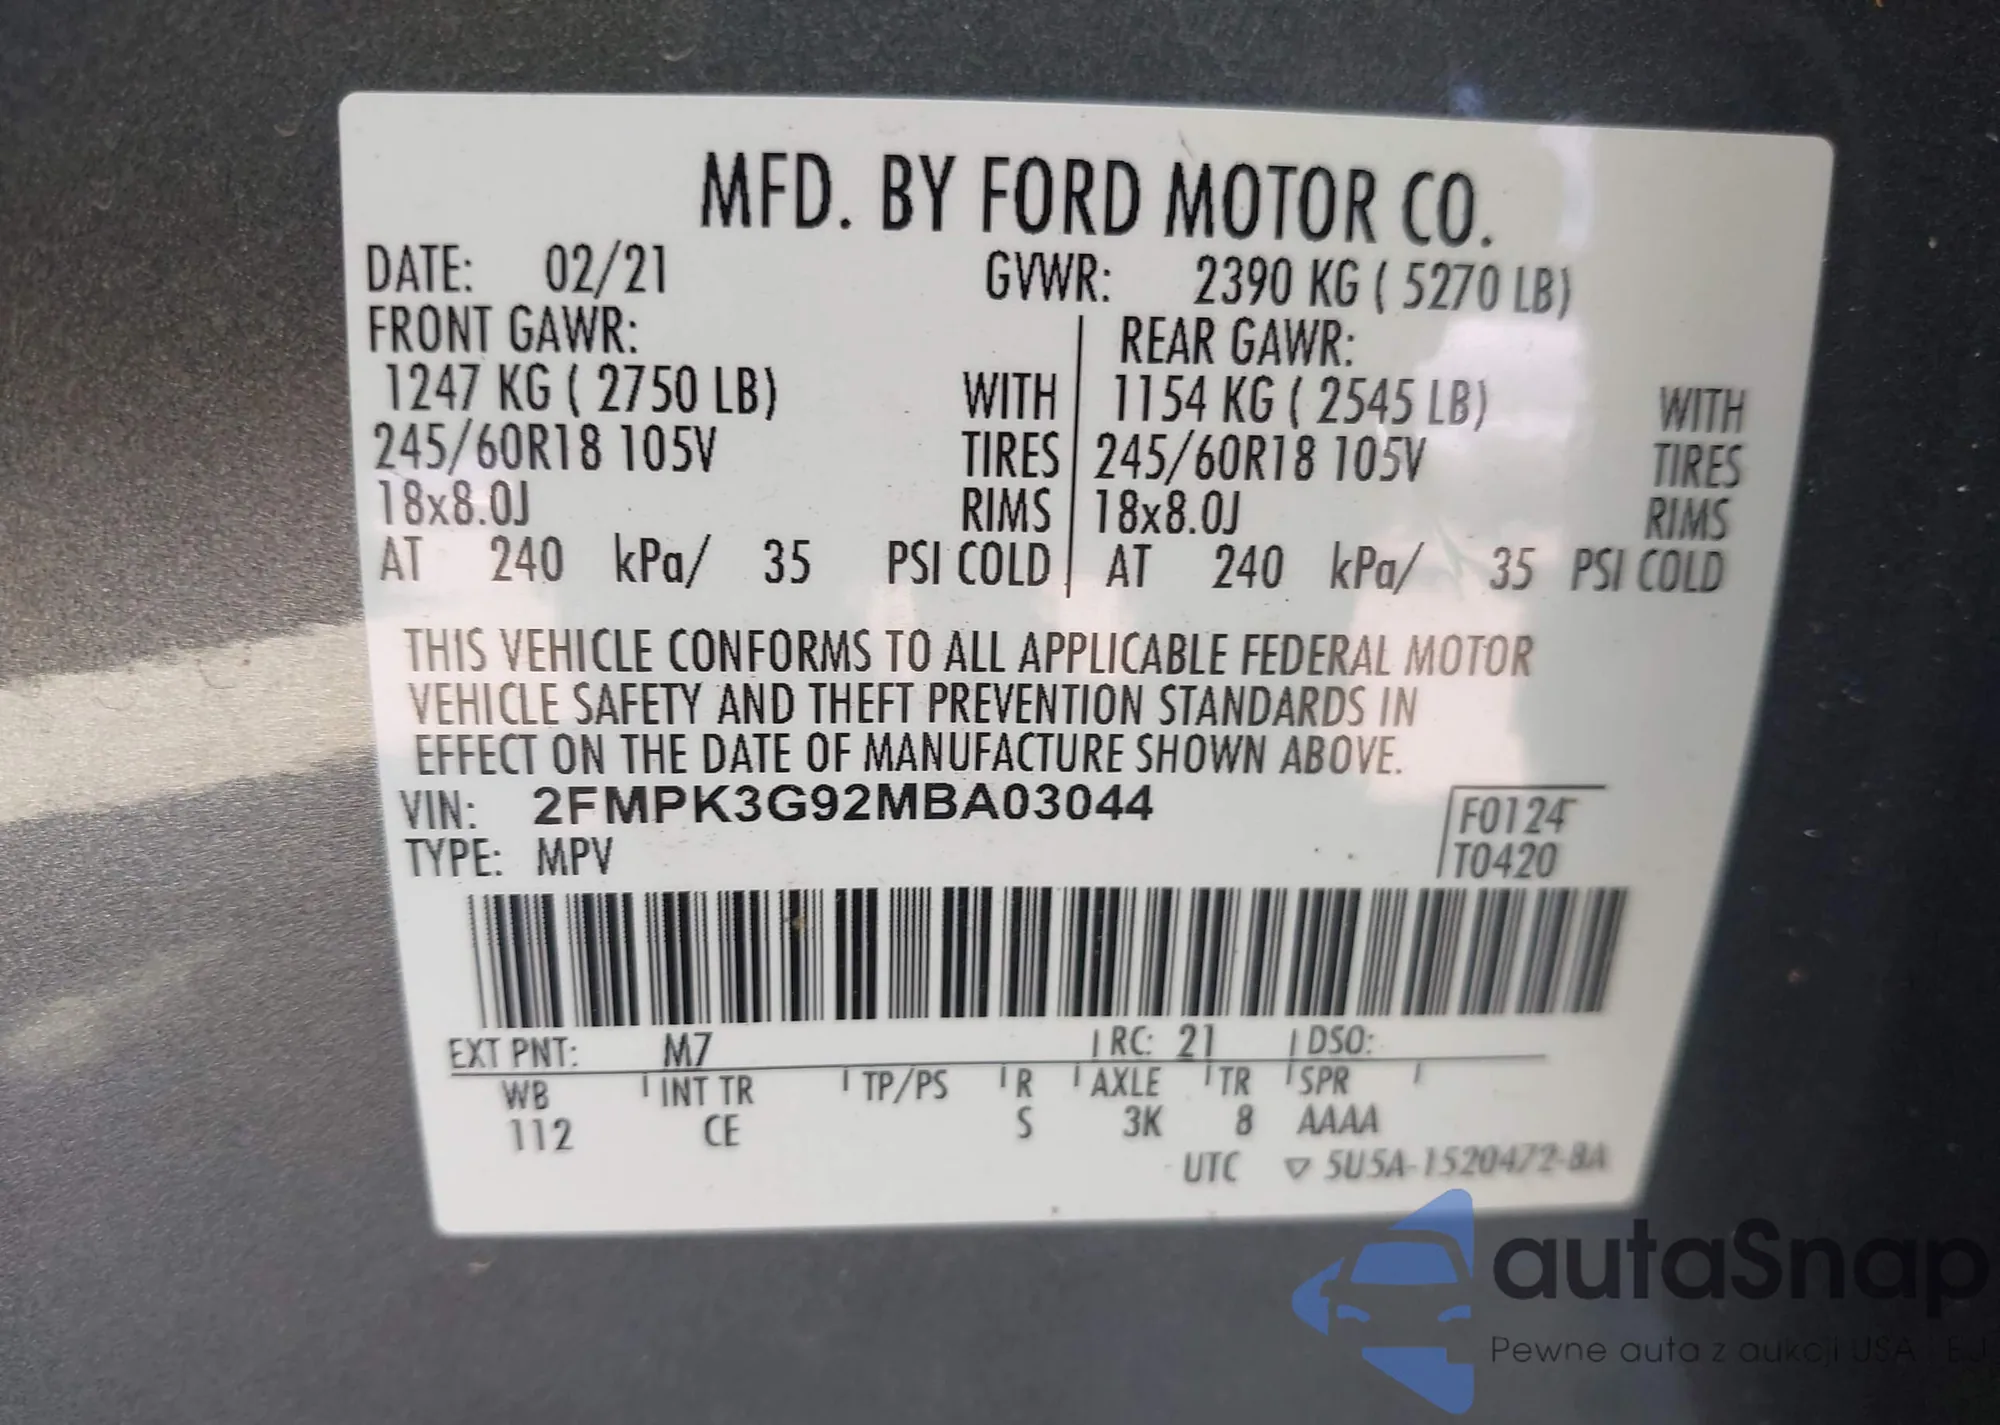 MFD. BY FORD MOTOR CO.
DATE: 02/21 GVWR: 2390 KG ( 5270 LB)
FRONT GAWR: REAR GAWR:
1247 KG ( 2750 LB) WITH 1154 KG ( 2545 LB) WITH
245/60R18 105V TIRES 245/60R18 105V TIRES
18x8.0J RIMS 18x8.0J RIMS
AT 240 kPa/ 35 PSI COLD AT 240 kPa/ 35 PSI COLD
THIS VEHICLE CONFORMS TO ALL APPLICABLE FEDERAL MOTOR
VEHICLE SAFETY AND THEFT PREVENTION STANDARDS IN
EFFECT ON THE DATE OF MANUFACTURE SHOWN ABOVE.
VIN: 2FMPK3G92MBA03044
TYPE: MPV
F0124
T0420
EXT PNT: M7 RC: 21 DSO:
WB INT TR TP/PS R AXLE TR SPR
112 CE S 3K 8 AAAA
UTC ▽ 5U5A-1520472-BA
autaSnap
Pewne auta z aukcji USA i EU